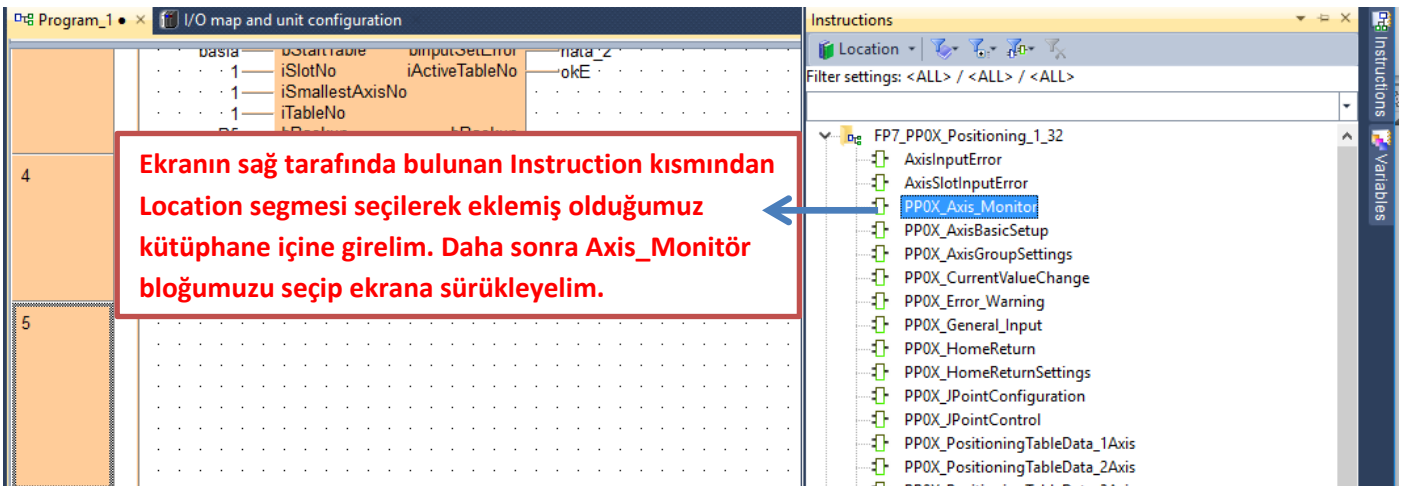 Program_1
I/O map and unit configuration
Instructions
basla bStartTable bInputSetError hata_2
1 iSlotNo iActiveTableNo okE
1 iSmallestAxisNo
1 iTableNo
4
5
Ekranın sağ tarafında bulunan Instruction kısmından
Location segmesi seçilerek eklemiş olduğumuz
kütüphane içine girelim. Daha sonra Axis_Monitör
bloğumuzu seçip ekrana sürükleyelim.
Location
Filter settings: <ALL> / <ALL> / <ALL>
FP7_PP0X_Positioning_1_32
AxisInputError
AxisSlotInputError
PP0X_Axis_Monitor
PP0X_AxisBasicSetup
PP0X_AxisGroupSettings
PP0X_CurrentValueChange
PP0X_Error_Warning
PP0X_General_Input
PP0X_HomeReturn
PP0X_HomeReturnSettings
PP0X_JPointConfiguration
PP0X_JPointControl
PP0X_PositioningTableData_1Axis
PP0X_PositioningTableData_2Axis
Instructions
Variables